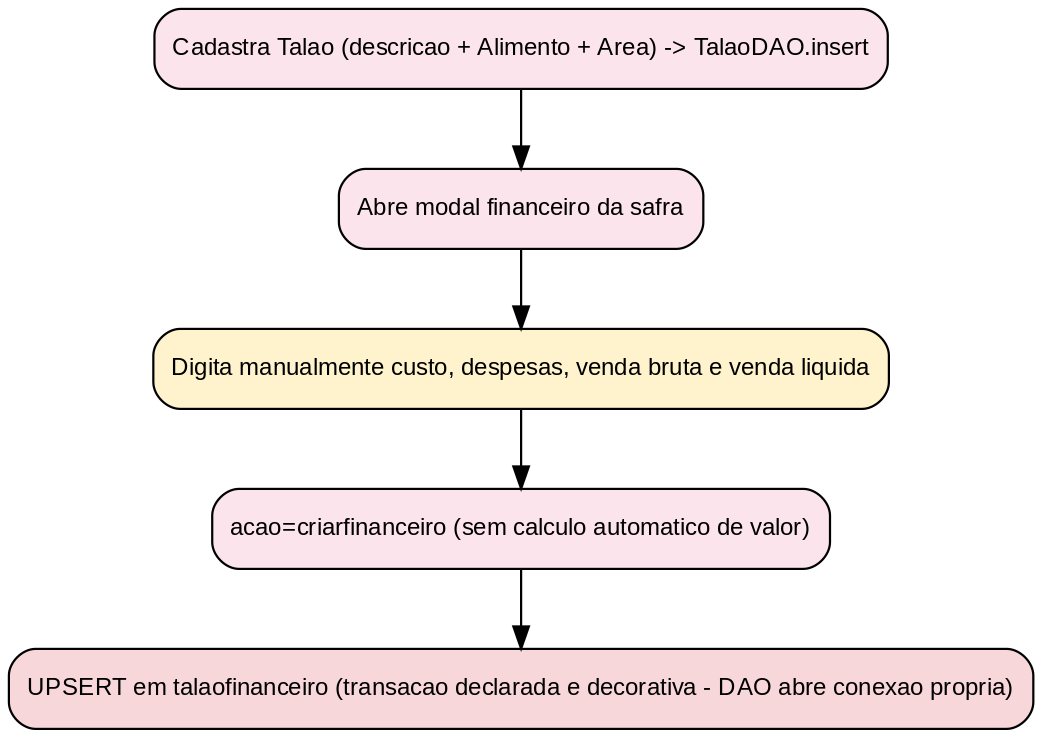 Cadastra Talao (descricao + Alimento + Area) -> TalaoDAO.insert
Abre modal financeiro da safra
Digita manualmente custo, despesas, venda bruta e venda liquida
acao=criarfinanceiro (sem calculo automatico de valor)
UPSERT em talaofinanceiro (transacao declarada e decorativa - DAO abre conexao propria)